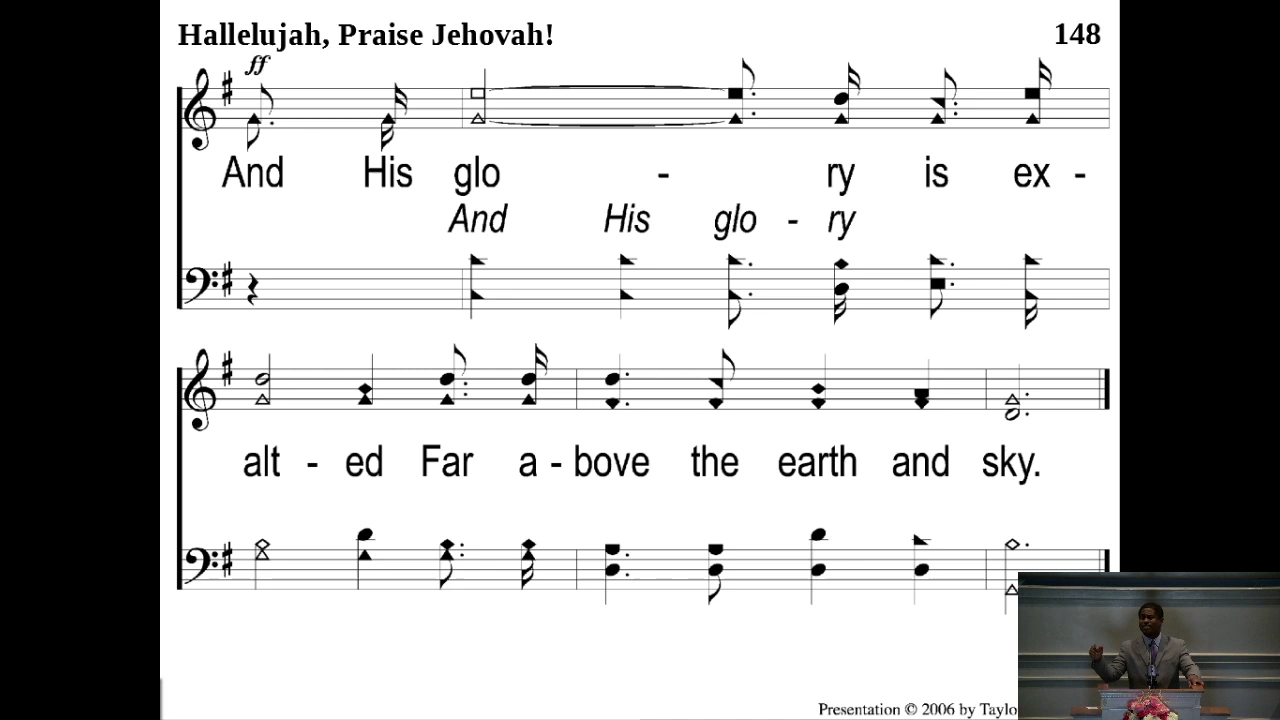 Hallelujah, Praise Jehovah! 148
ff
And His glo - ry is ex -
And His glo - ry
alt - ed Far a - bove the earth and sky.
Presentation © 2006 by Taylo